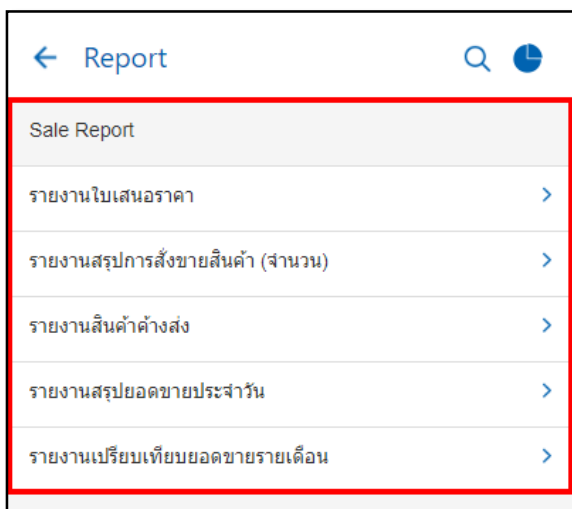 Report
Sale Report
รายงานใบเสนอราคา
รายงานสรุปการสั่งขายสินค้า (จำนวน)
รายงานสินค้าค้างส่ง
รายงานสรุปยอดขายประจำวัน
รายงานเปรียบเทียบยอดขายรายเดือน